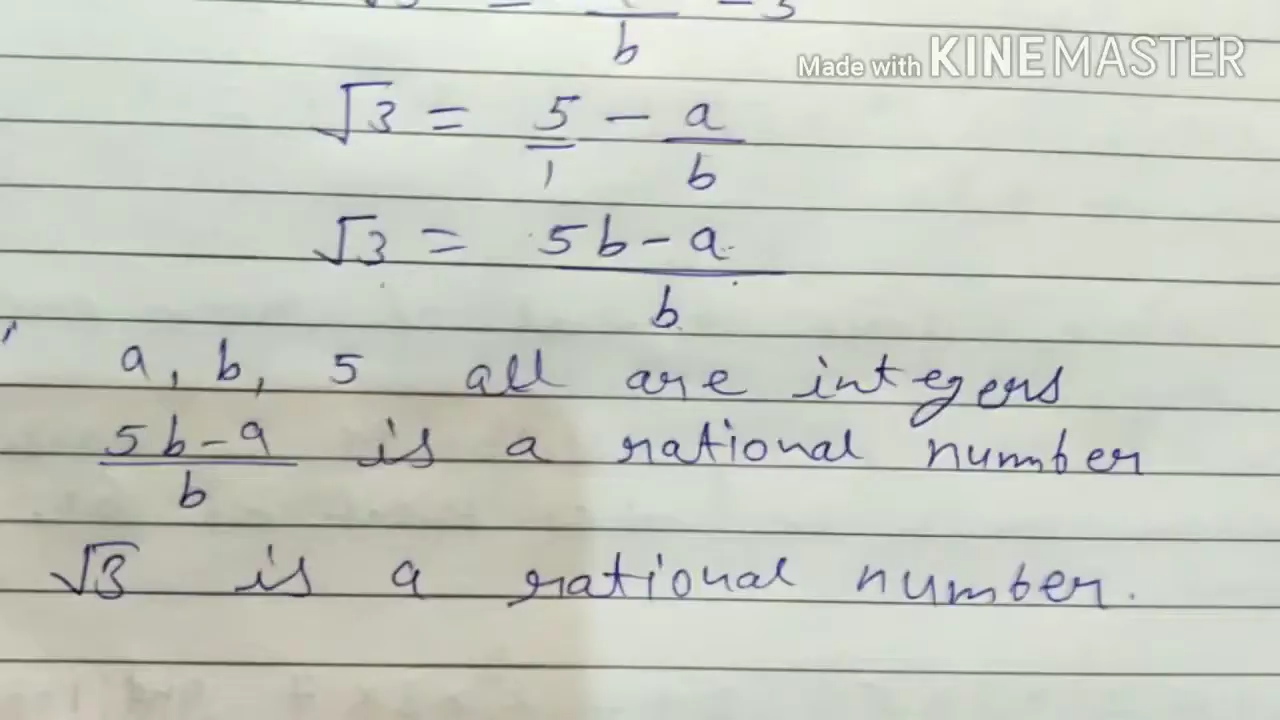 b
Made with KINEMASTER
√3 = 5/1 - a/b
√3 = 5b-a/b
a, b, 5 all are integers
5b-a/b is a rational number
√3 is a rational number.